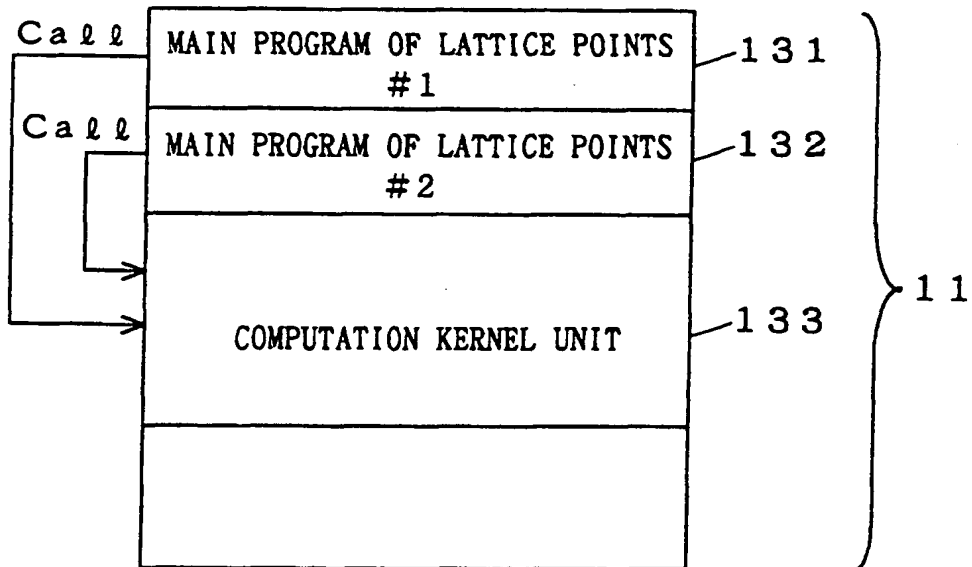 Call
MAIN PROGRAM OF LATTICE POINTS
#1
131
Call
MAIN PROGRAM OF LATTICE POINTS
#2
132
11
COMPUTATION KERNEL UNIT
133